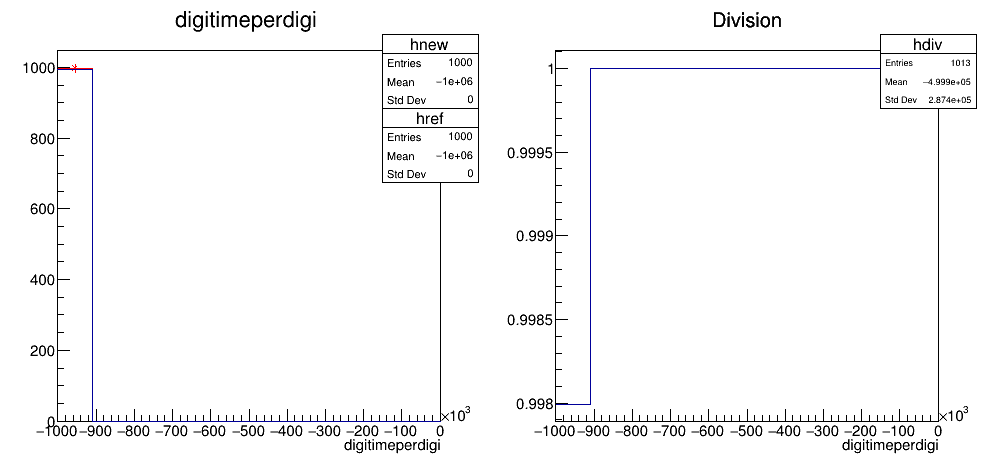 digitimeperdigi
hnew
Entries 1000
Mean −1e+06
Std Dev 0
href
Entries 1000
Mean −1e+06
Std Dev 0
1000
800
600
400
200
0
−1000 −900 −800 −700 −600 −500 −400 −300 −200 −100 0
×10³
digitimeperdigi
Division
hdiv
Entries 1013
Mean −4.999e+05
Std Dev 2.874e+05
1
0.9995
0.999
0.9985
0.998
−1000 −900 −800 −700 −600 −500 −400 −300 −200 −100 0
×10³
digitimeperdigi